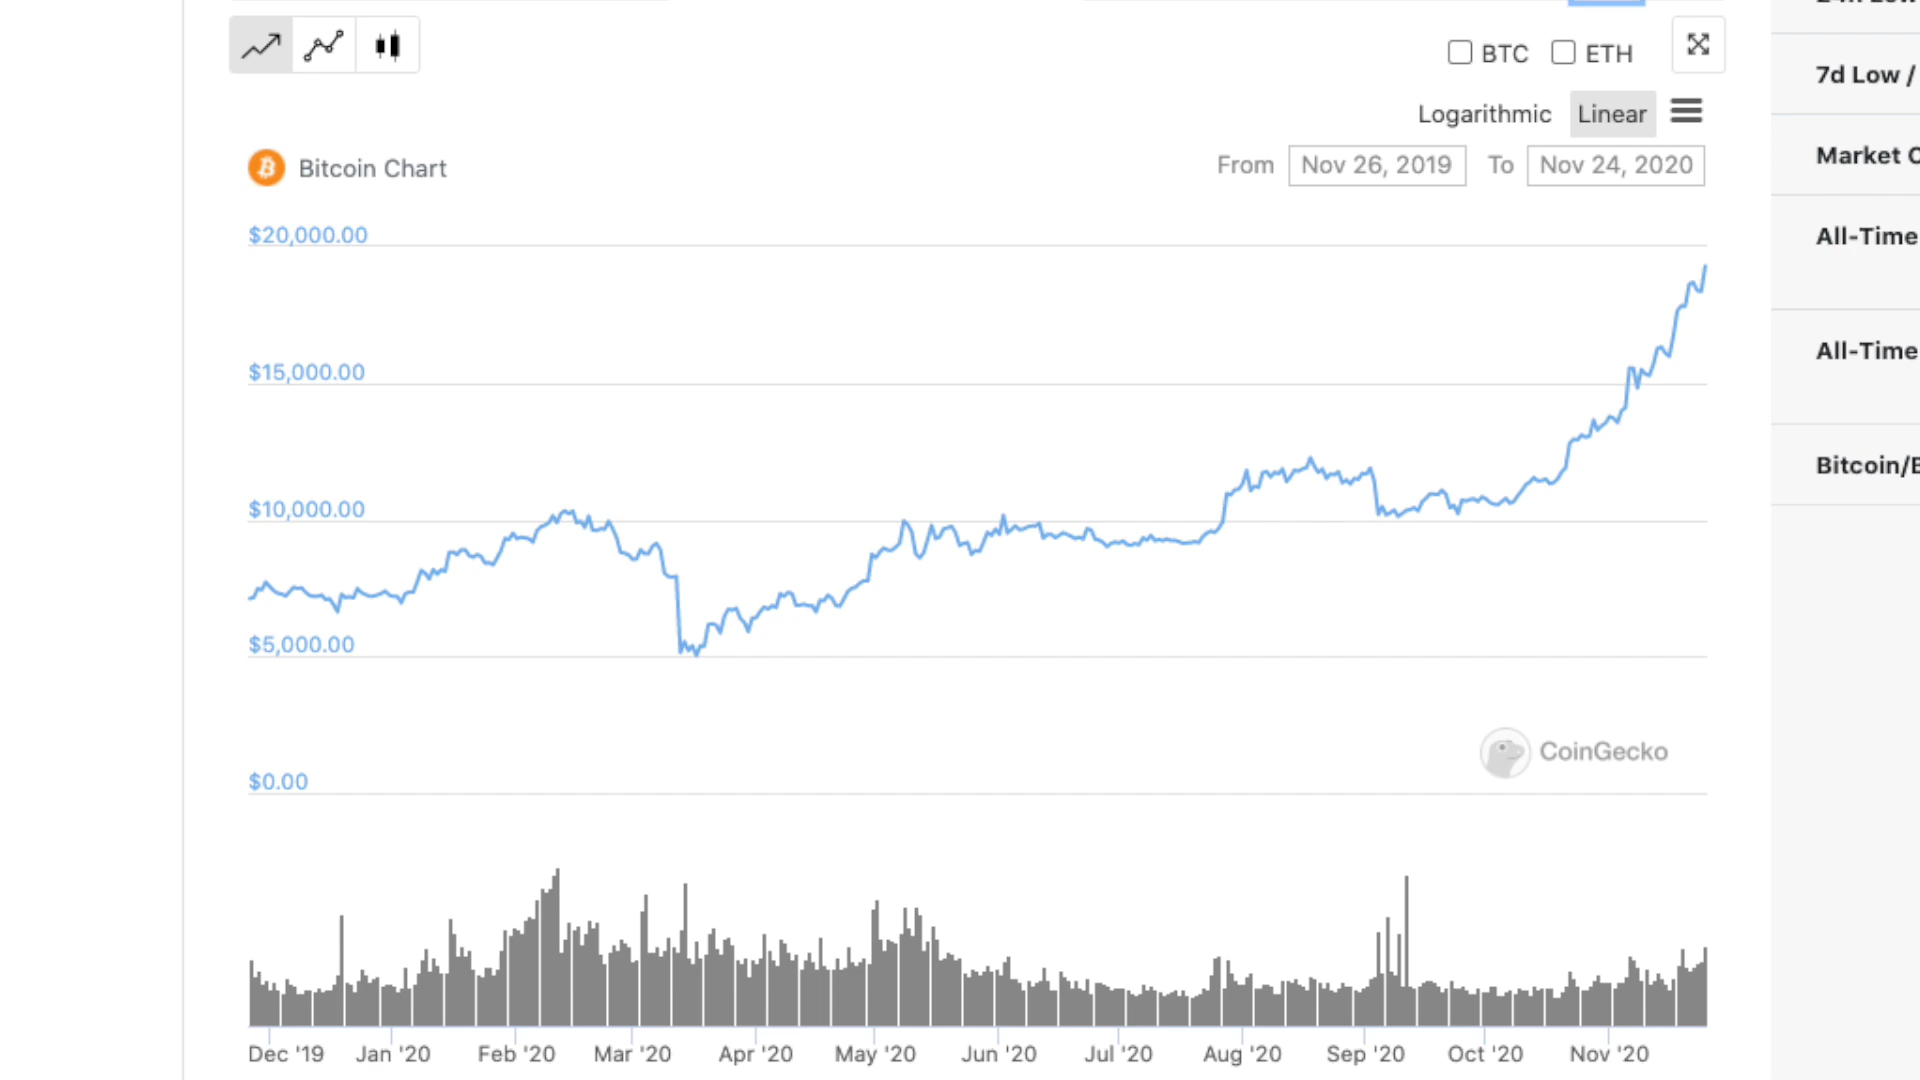 BTC ETH
7d Low /
Logarithmic Linear
Market
Bitcoin Chart
From Nov 26, 2019 To Nov 24, 2020
$20,000.00
All-Time
All-Time
$15,000.00
Bitcoin/
$10,000.00
$5,000.00
CoinGecko
$0.00
Dec '19 Jan '20 Feb '20 Mar '20 Apr '20 May '20 Jun '20 Jul '20 Aug '20 Sep '20 Oct '20 Nov '20